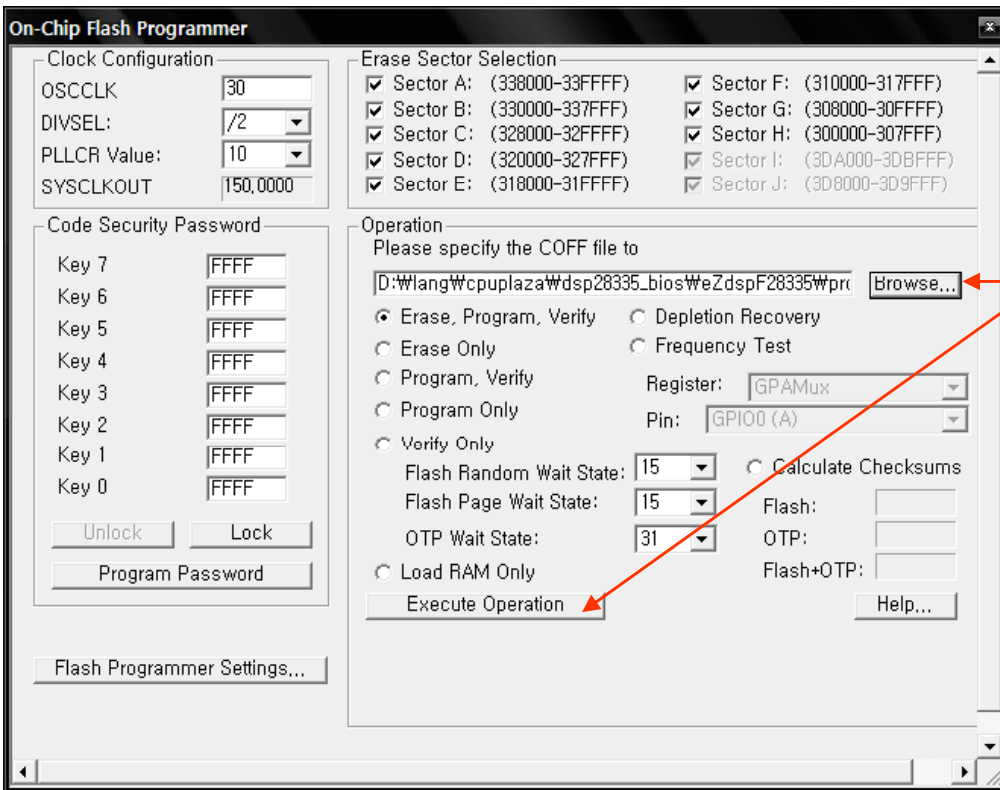 On-Chip Flash Programmer
Clock Configuration
OSCCLK 30
DIVSEL: /2
PLLCR Value: 10
SYSCLKOUT 150,0000
Erase Sector Selection
Sector A: (338000-33FFFF)
Sector B: (330000-337FFF)
Sector C: (328000-32FFFF)
Sector D: (320000-327FFF)
Sector E: (318000-31FFFF)
Sector F: (310000-317FFF)
Sector G: (308000-30FFFF)
Sector H: (300000-307FFF)
Sector I: (3DA000-3DBFFF)
Sector J: (3D8000-3D9FFF)
Code Security Password
Key 7 FFFF
Key 6 FFFF
Key 5 FFFF
Key 4 FFFF
Key 3 FFFF
Key 2 FFFF
Key 1 FFFF
Key 0 FFFF
Unlock Lock
Program Password
Flash Programmer Settings,,,
Operation
Please specify the COFF file to
D:₩lang₩cpuplaza₩dsp28335_bios₩eZdspF28335₩pro Browse,,,
Erase, Program, Verify
Erase Only
Program, Verify
Program Only
Verify Only
Flash Random Wait State: 15
Flash Page Wait State: 15
OTP Wait State: 31
Load RAM Only
Depletion Recovery
Frequency Test
Register: GPAMux
Pin: GPIO0 (A)
Calculate Checksums
Flash:
OTP:
Flash+OTP:
Execute Operation
Help,,,